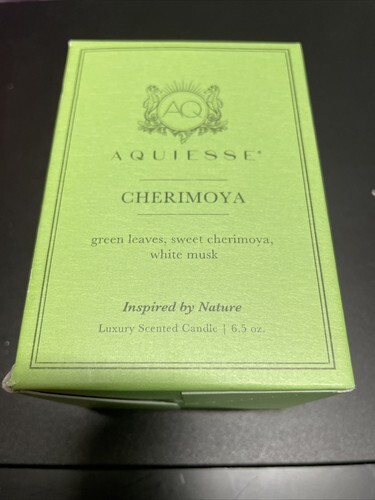 AQ
AQUIESSE®
CHERIMOYA
green leaves, sweet cherimoya,
white musk
Inspired by Nature
Luxury Scented Candle | 6.5 oz.